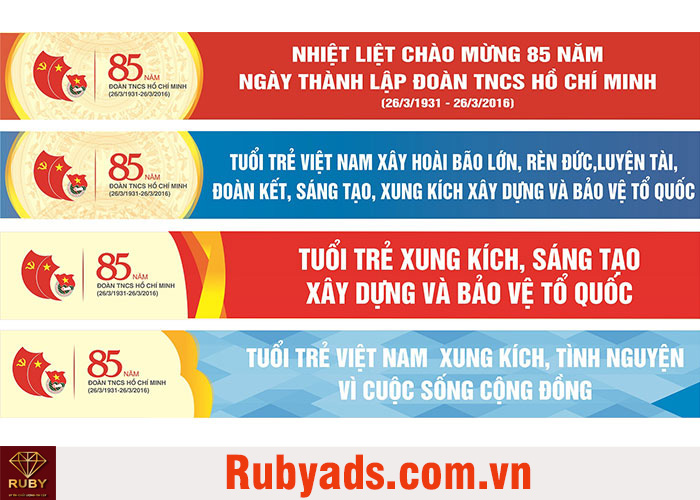 85 NĂM
ĐOÀN TNCS HỒ CHÍ MINH
(26/3/1931-26/3/2016)
NHIỆT LIỆT CHÀO MỪNG 85 NĂM
NGÀY THÀNH LẬP ĐOÀN TNCS HỒ CHÍ MINH
(26/3/1931 - 26/3/2016)
85 NĂM
ĐOÀN TNCS HỒ CHÍ MINH
(26/3/1931-26/3/2016)
TUỔI TRẺ VIỆT NAM XÂY HOÀI BÃO LỚN, RÈN ĐỨC,LUYỆN TÀI,
ĐOÀN KẾT, SÁNG TẠO, XUNG KÍCH XÂY DỰNG VÀ BẢO VỆ TỔ QUỐC
85 NĂM
ĐOÀN TNCS HỒ CHÍ MINH
(26/3/1931-26/3/2016)
TUỔI TRẺ XUNG KÍCH, SÁNG TẠO
XÂY DỰNG VÀ BẢO VỆ TỔ QUỐC
85 NĂM
ĐOÀN TNCS HỒ CHÍ MINH
(26/3/1931-26/3/2016)
TUỔI TRẺ VIỆT NAM XUNG KÍCH, TÌNH NGUYỆN
VÌ CUỘC SỐNG CỘNG ĐỒNG
RUBY
Rubyads.com.vn